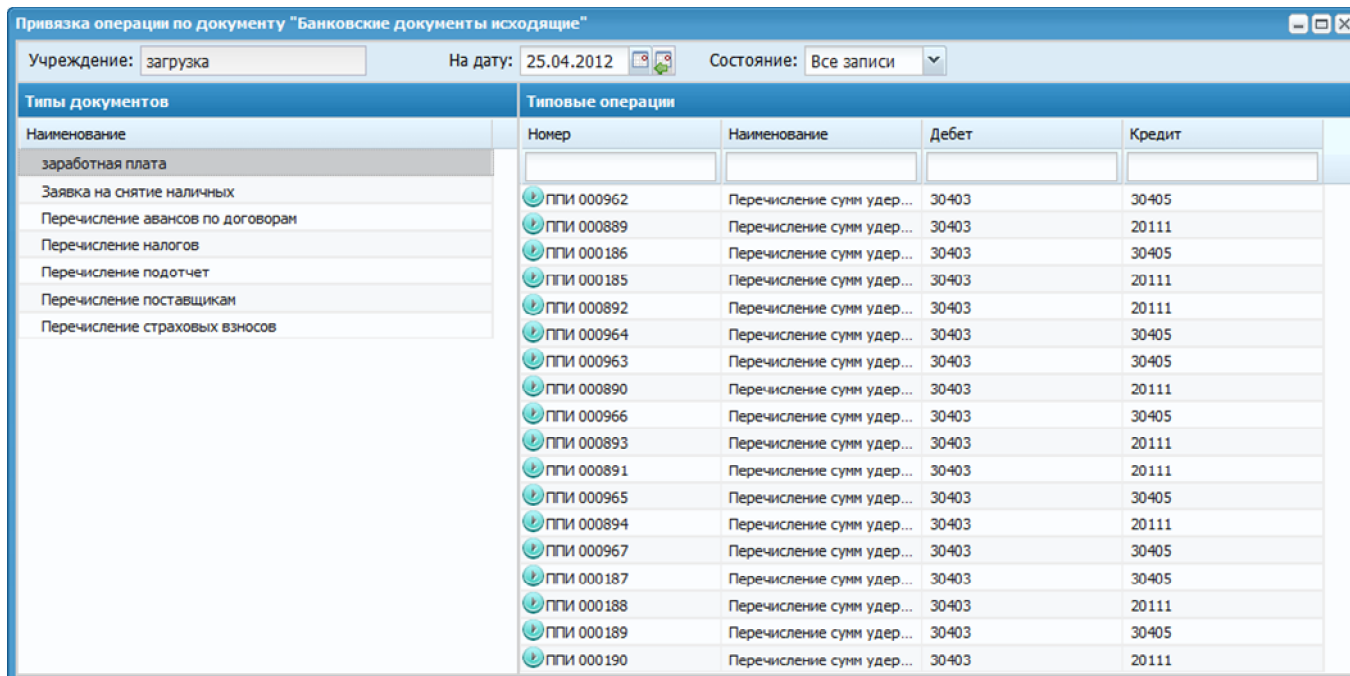 Привязка операции по документу "Банковские документы исходящие"
Учреждение: загрузка На дату: 25.04.2012 Состояние: Все записи
Типы документов Типовые операции
Наименование Номер Наименование Дебет Кредит
заработная плата
Заявка на снятие наличных ППИ 000962 Перечисление сумм удер... 30403 30405
Перечисление авансов по договорам ППИ 000889 Перечисление сумм удер... 30403 20111
Перечисление налогов ППИ 000186 Перечисление сумм удер... 30403 30405
Перечисление подотчет ППИ 000185 Перечисление сумм удер... 30403 20111
Перечисление поставщикам ППИ 000892 Перечисление сумм удер... 30403 20111
Перечисление страховых взносов ППИ 000964 Перечисление сумм удер... 30403 30405
ППИ 000963 Перечисление сумм удер... 30403 30405
ППИ 000890 Перечисление сумм удер... 30403 20111
ППИ 000966 Перечисление сумм удер... 30403 30405
ППИ 000893 Перечисление сумм удер... 30403 20111
ППИ 000891 Перечисление сумм удер... 30403 20111
ППИ 000965 Перечисление сумм удер... 30403 30405
ППИ 000894 Перечисление сумм удер... 30403 20111
ППИ 000967 Перечисление сумм удер... 30403 30405
ППИ 000187 Перечисление сумм удер... 30403 30405
ППИ 000188 Перечисление сумм удер... 30403 20111
ППИ 000189 Перечисление сумм удер... 30403 30405
ППИ 000190 Перечисление сумм удер... 30403 20111